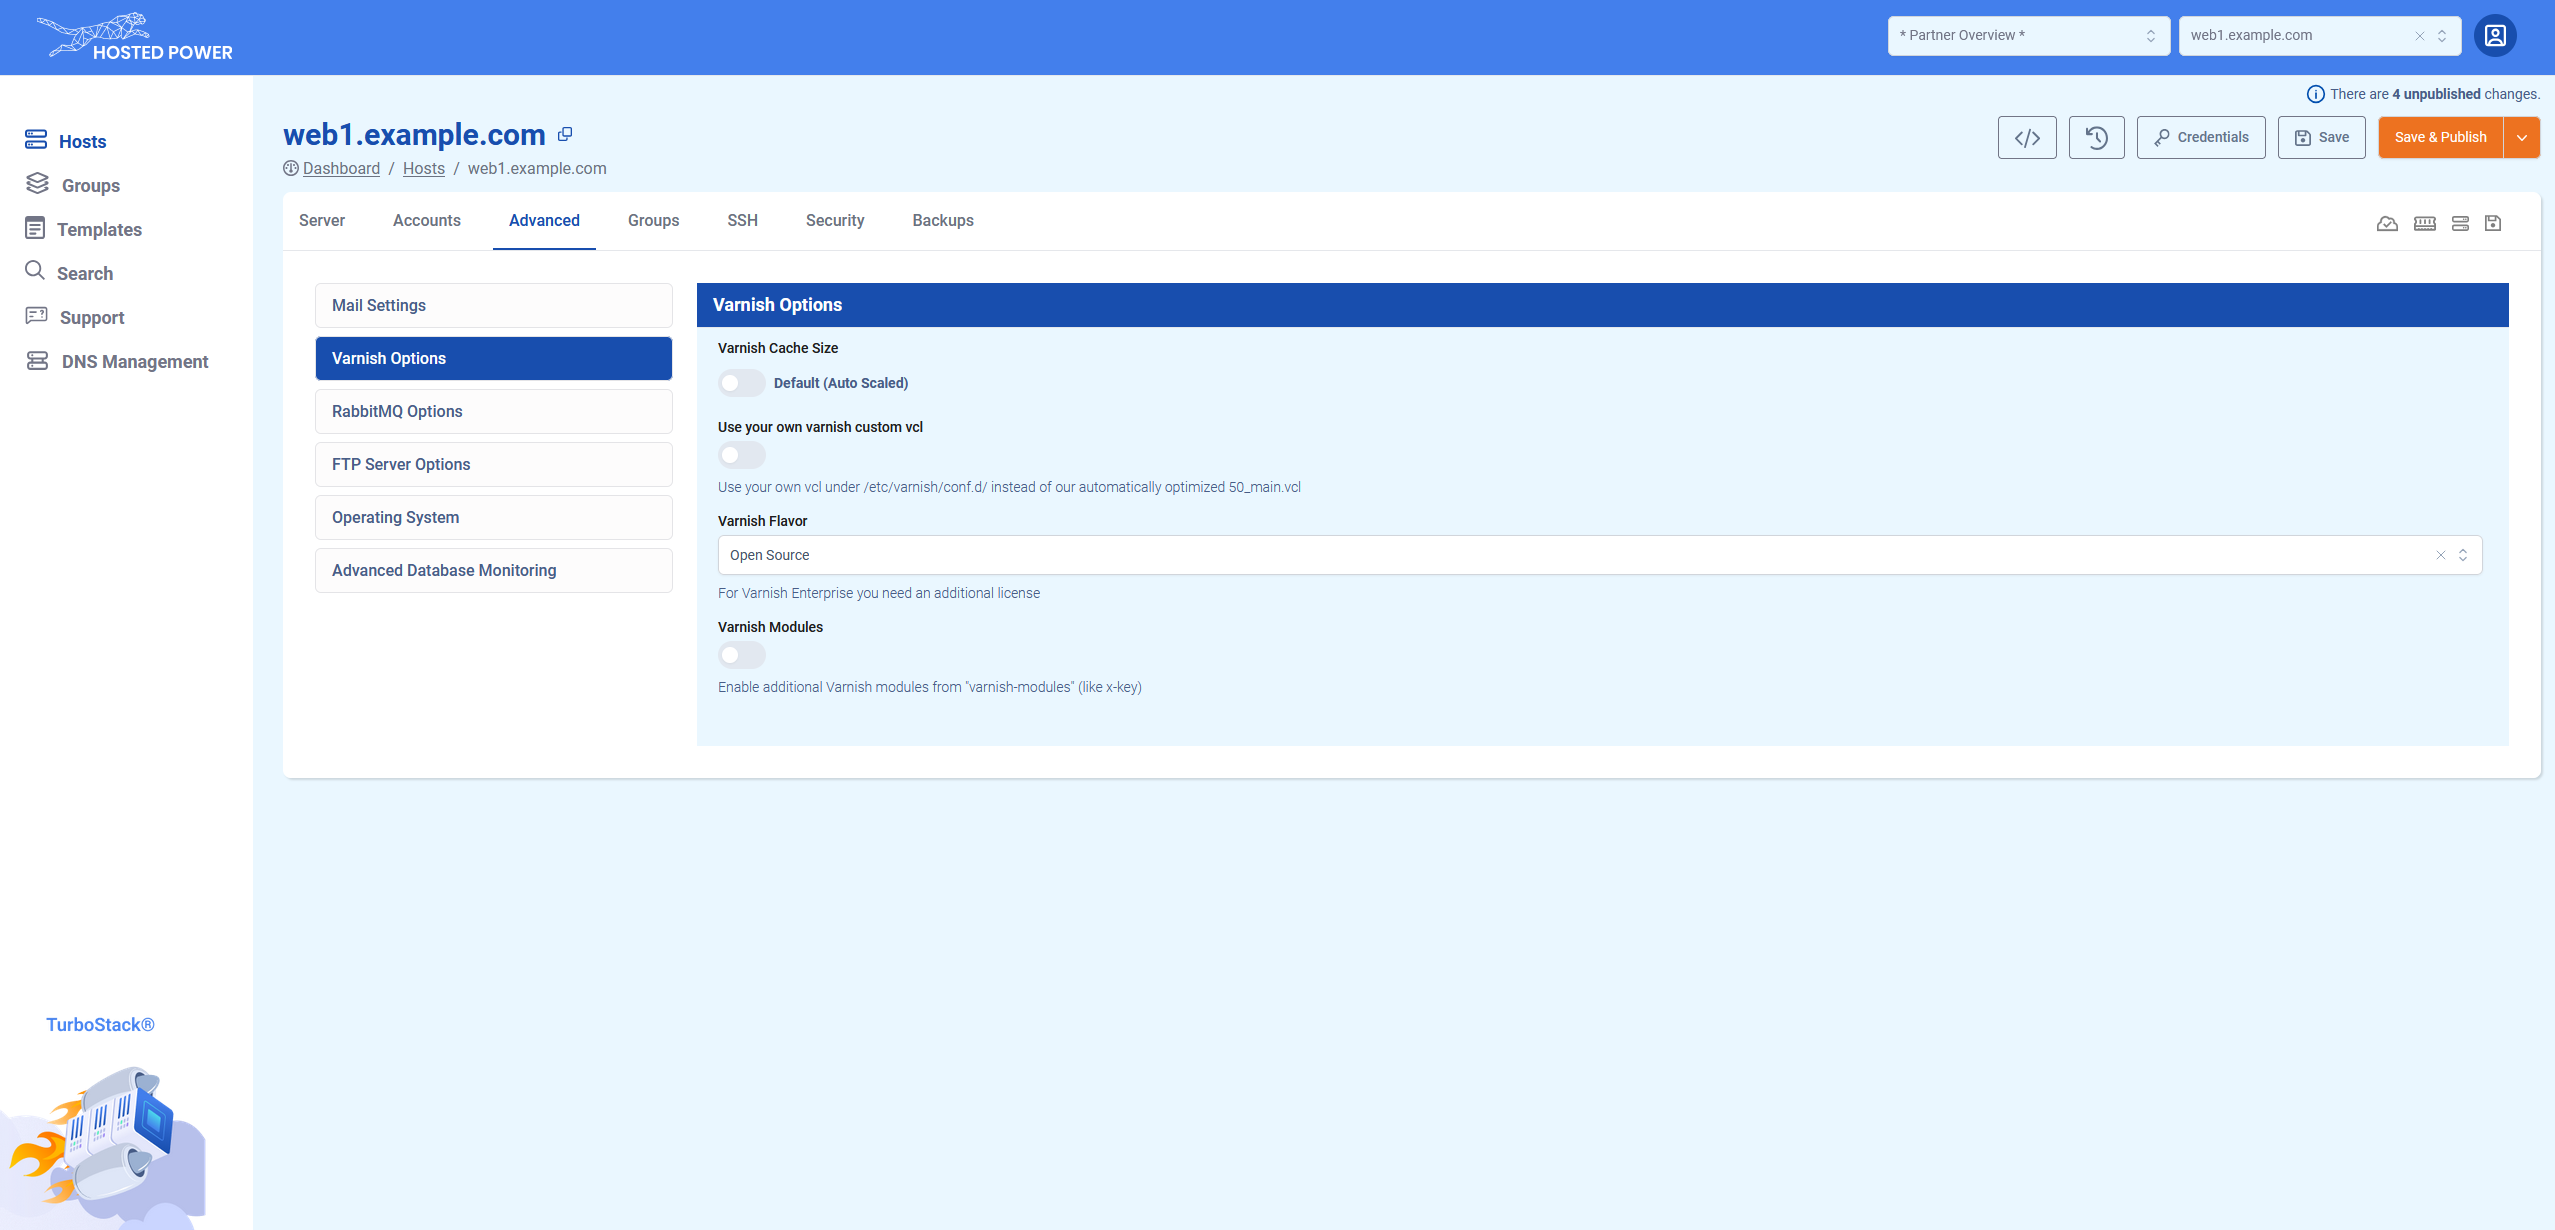 HOSTED POWER
* Partner Overview *
web1.example.com
There are 4 unpublished changes.
Hosts
Groups
Templates
Search
Support
DNS Management
web1.example.com
Dashboard / Hosts / web1.example.com
Credentials
Save
Save & Publish
Server
Accounts
Advanced
Groups
SSH
Security
Backups
Mail Settings
Varnish Options
RabbitMQ Options
FTP Server Options
Operating System
Advanced Database Monitoring
Varnish Options
Varnish Cache Size
Default (Auto Scaled)
Use your own varnish custom vcl
Use your own vcl under /etc/varnish/conf.d/ instead of our automatically optimized 50_main.vcl
Varnish Flavor
Open Source
For Varnish Enterprise you need an additional license
Varnish Modules
Enable additional Varnish modules from "varnish-modules" (like x-key)
TurboStack®